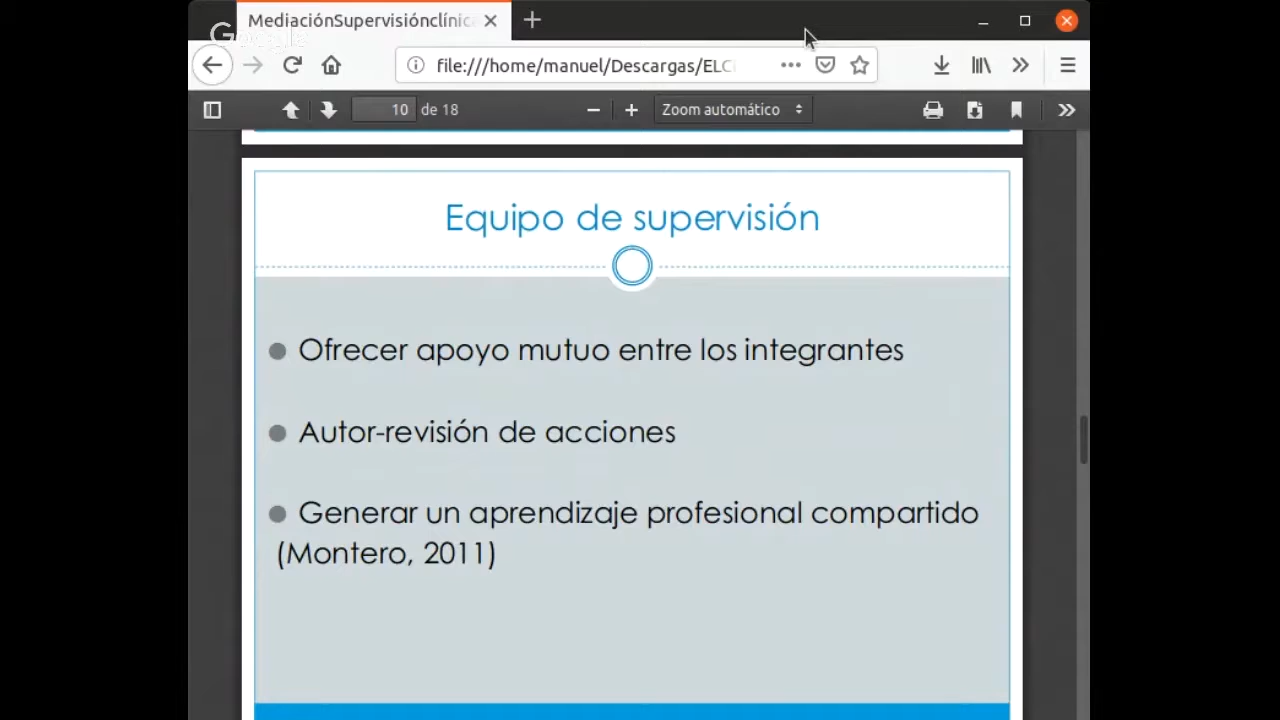 MediaciónSupervisiónclínic
Google
file:///home/manuel/Descargas/ELC
10 de 18
Zoom automático
Equipo de supervisión
Ofrecer apoyo mutuo entre los integrantes
Autor-revisión de acciones
Generar un aprendizaje profesional compartido
(Montero, 2011)